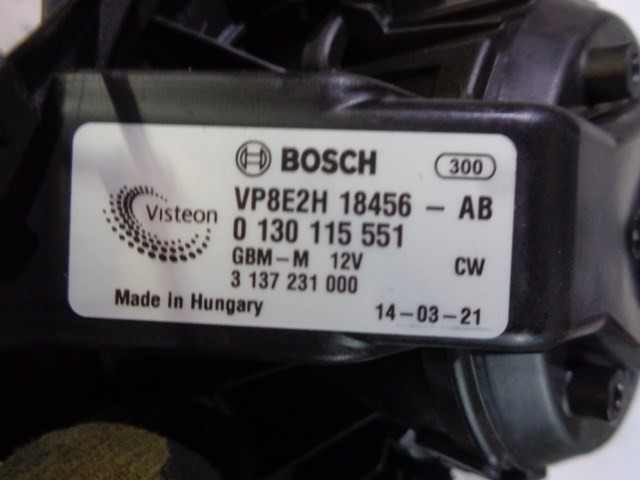 BOSCH 300
Visteon
VP8E2H 18456 - AB
0 130 115 551
GBM-M 12V CW
3 137 231 000
Made in Hungary 14-03-21